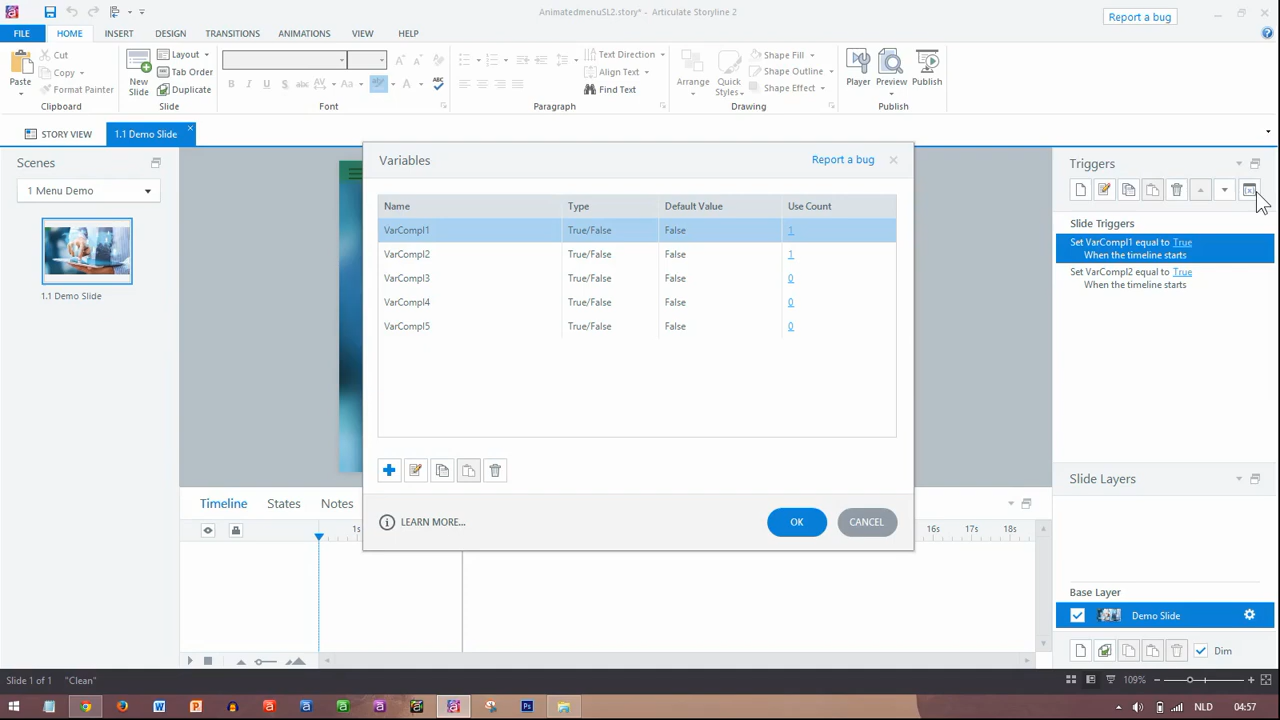 AnimatedmenuSL2.story* - Articulate Storyline 2
Report a bug
FILE HOME INSERT DESIGN TRANSITIONS ANIMATIONS VIEW HELP
Paste
Cut
Copy
Format Painter
Clipboard
New Slide
Layout
Tab Order
Duplicate
Slide
Font
Text Direction
Align Text
Find Text
Paragraph
Arrange
Quick Styles
Shape Fill
Shape Outline
Shape Effect
Drawing
Player
Preview
Publish
Publish
STORY VIEW
1.1 Demo Slide
Scenes
1 Menu Demo
1.1 Demo Slide
Variables
Report a bug
Name Type Default Value Use Count
VarCompl1 True/False False 1
VarCompl2 True/False False 1
VarCompl3 True/False False 0
VarCompl4 True/False False 0
VarCompl5 True/False False 0
LEARN MORE...
OK
CANCEL
Triggers
Slide Triggers
Set VarCompl1 equal to True
When the timeline starts
Set VarCompl2 equal to True
When the timeline starts
Slide Layers
Base Layer
Demo Slide
Dim
Timeline States Notes
1s 16s 17s 18s
Slide 1 of 1 "Clean"
109%
NLD 04:57